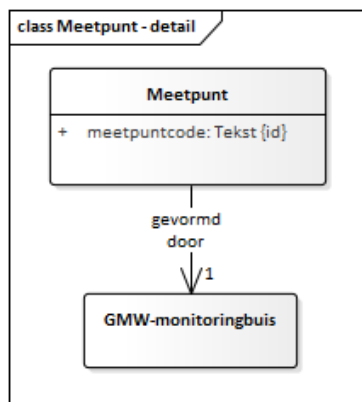 class Meetpunt - detail
Meetpunt
+ meetpuntcode: Tekst {id}
gevormd
door
1
GMW-monitoringbuis